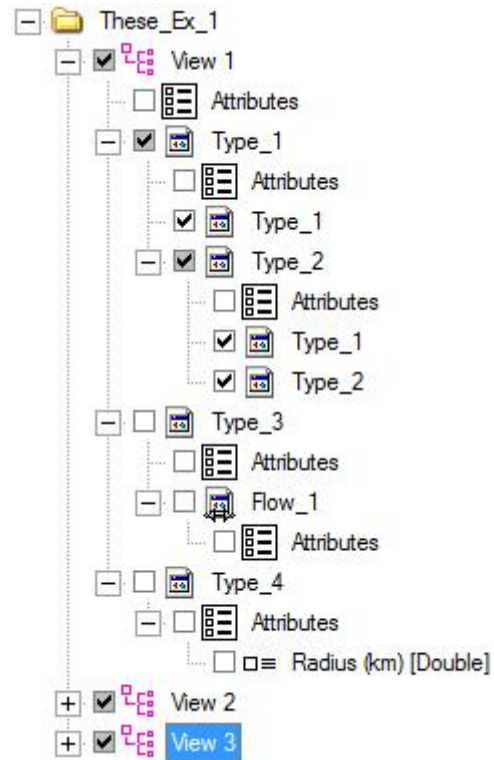 These_Ex_1
View 1
Attributes
Type_1
Attributes
Type_1
Type_2
Attributes
Type_1
Type_2
Type_3
Attributes
Flow_1
Attributes
Type_4
Attributes
Radius (km) [Double]
View 2
View 3